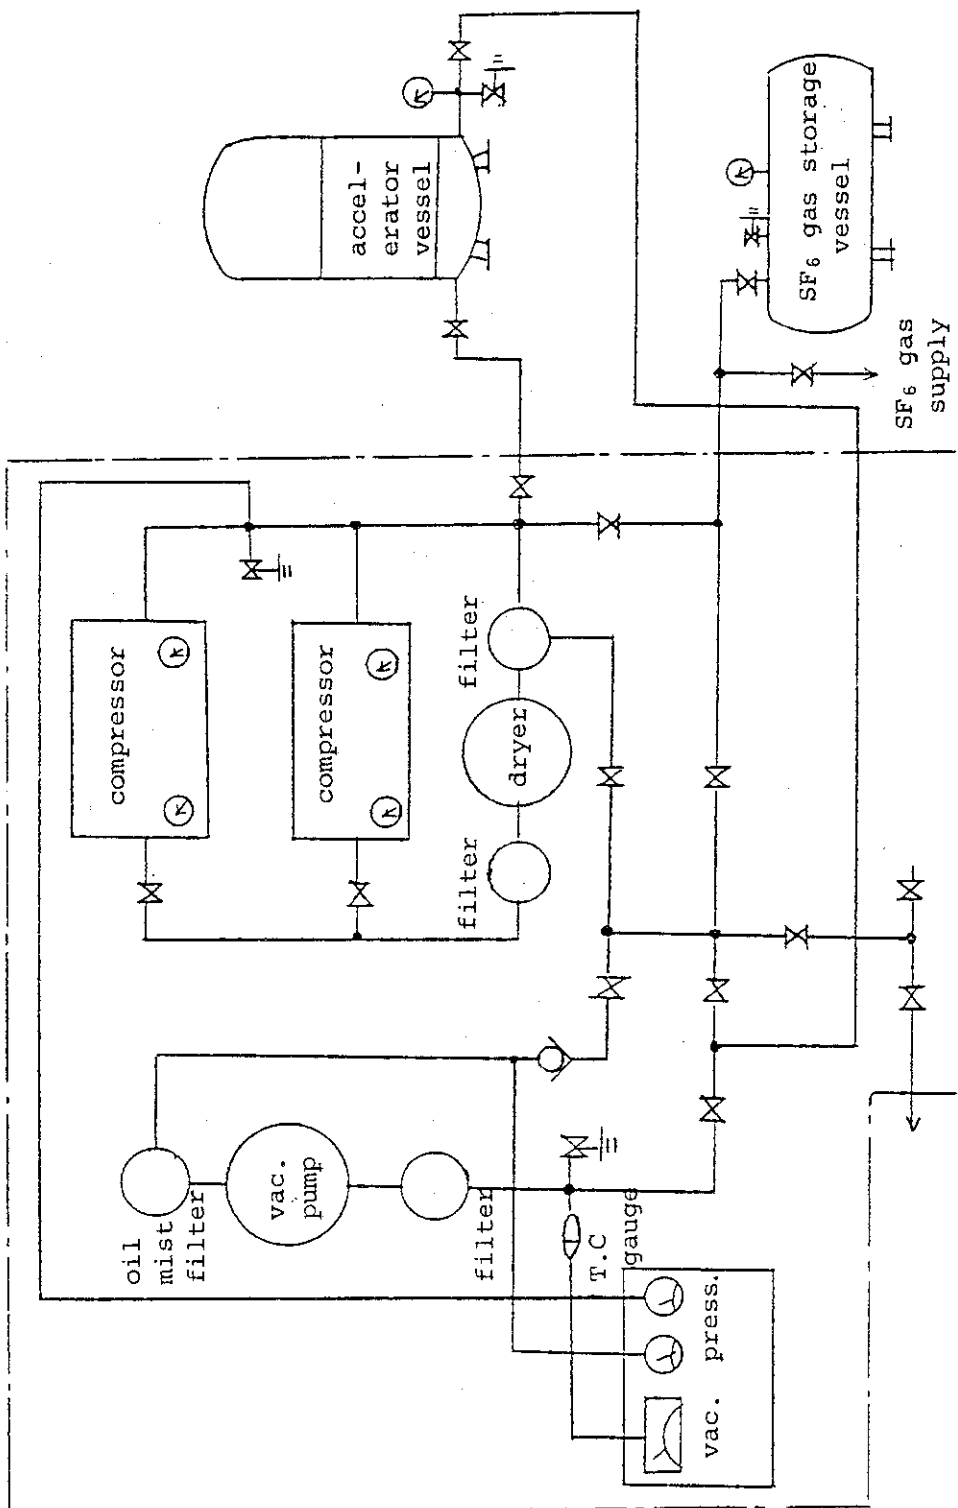 accel-
erator
vessel
SF6 gas storage
vessel
SF6 gas
supply
compressor
compressor
filter
dryer
filter
oil
mist
filter
vac.
pump
filter
T.C
gauge
vac. press.